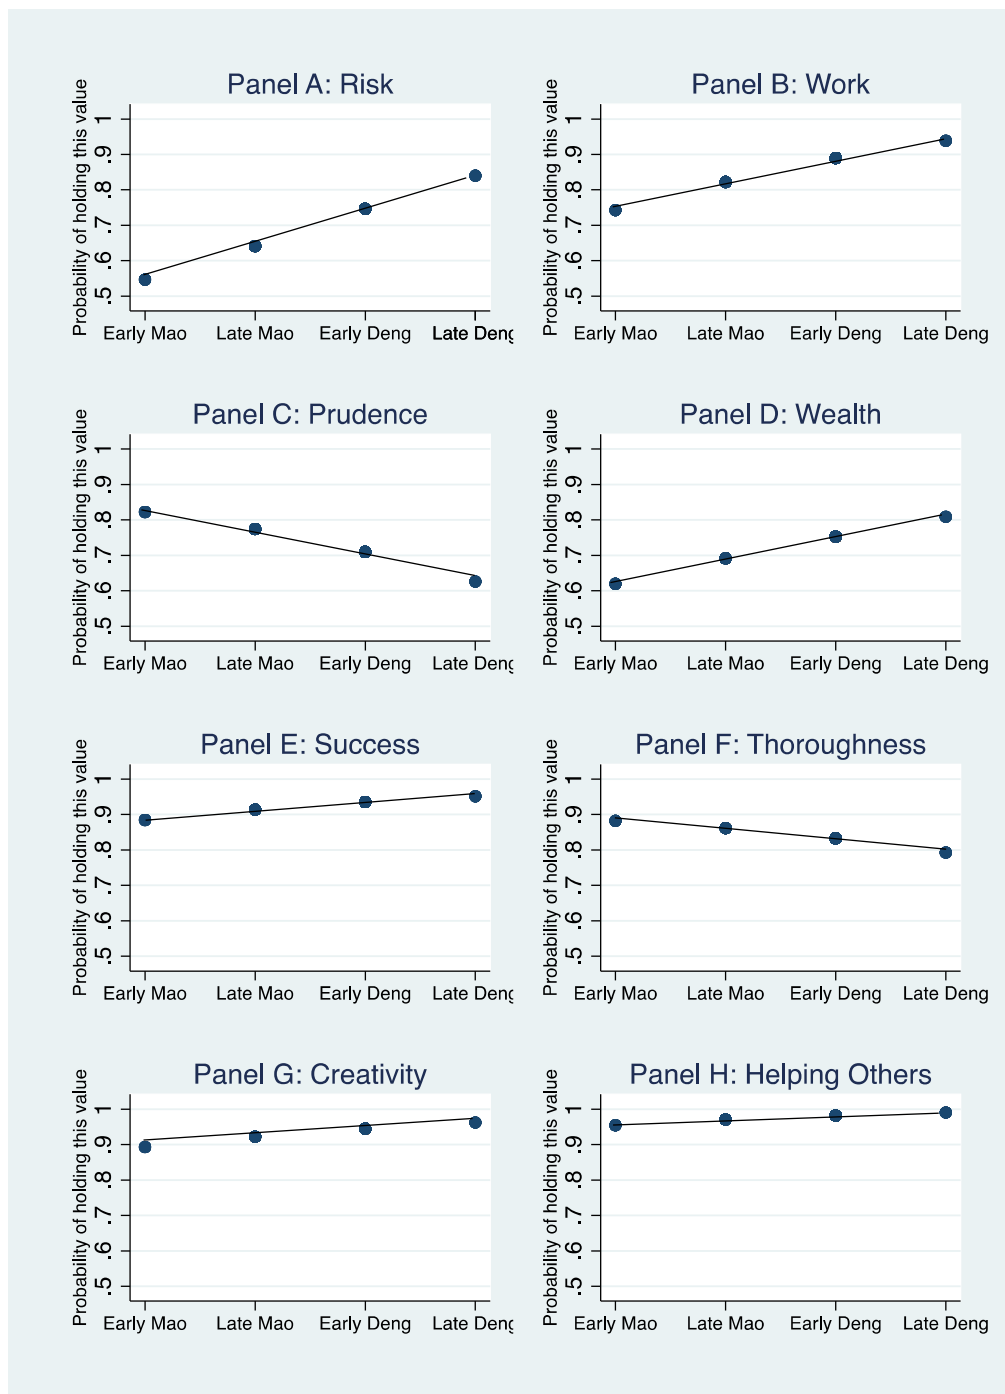 Panel A: Risk
Probability of holding this value
1
.9
.8
.7
.6
.5
Early Mao Late Mao Early Deng Late Deng
Panel B: Work
Probability of holding this value
1
.9
.8
.7
.6
.5
Early Mao Late Mao Early Deng Late Deng
Panel C: Prudence
Probability of holding this value
1
.9
.8
.7
.6
.5
Early Mao Late Mao Early Deng Late Deng
Panel D: Wealth
Probability of holding this value
1
.9
.8
.7
.6
.5
Early Mao Late Mao Early Deng Late Deng
Panel E: Success
Probability of holding this value
1
.9
.8
.7
.6
.5
Early Mao Late Mao Early Deng Late Deng
Panel F: Thoroughness
Probability of holding this value
1
.9
.8
.7
.6
.5
Early Mao Late Mao Early Deng Late Deng
Panel G: Creativity
Probability of holding this value
1
.9
.8
.7
.6
.5
Early Mao Late Mao Early Deng Late Deng
Panel H: Helping Others
Probability of holding this value
1
.9
.8
.7
.6
.5
Early Mao Late Mao Early Deng Late Deng